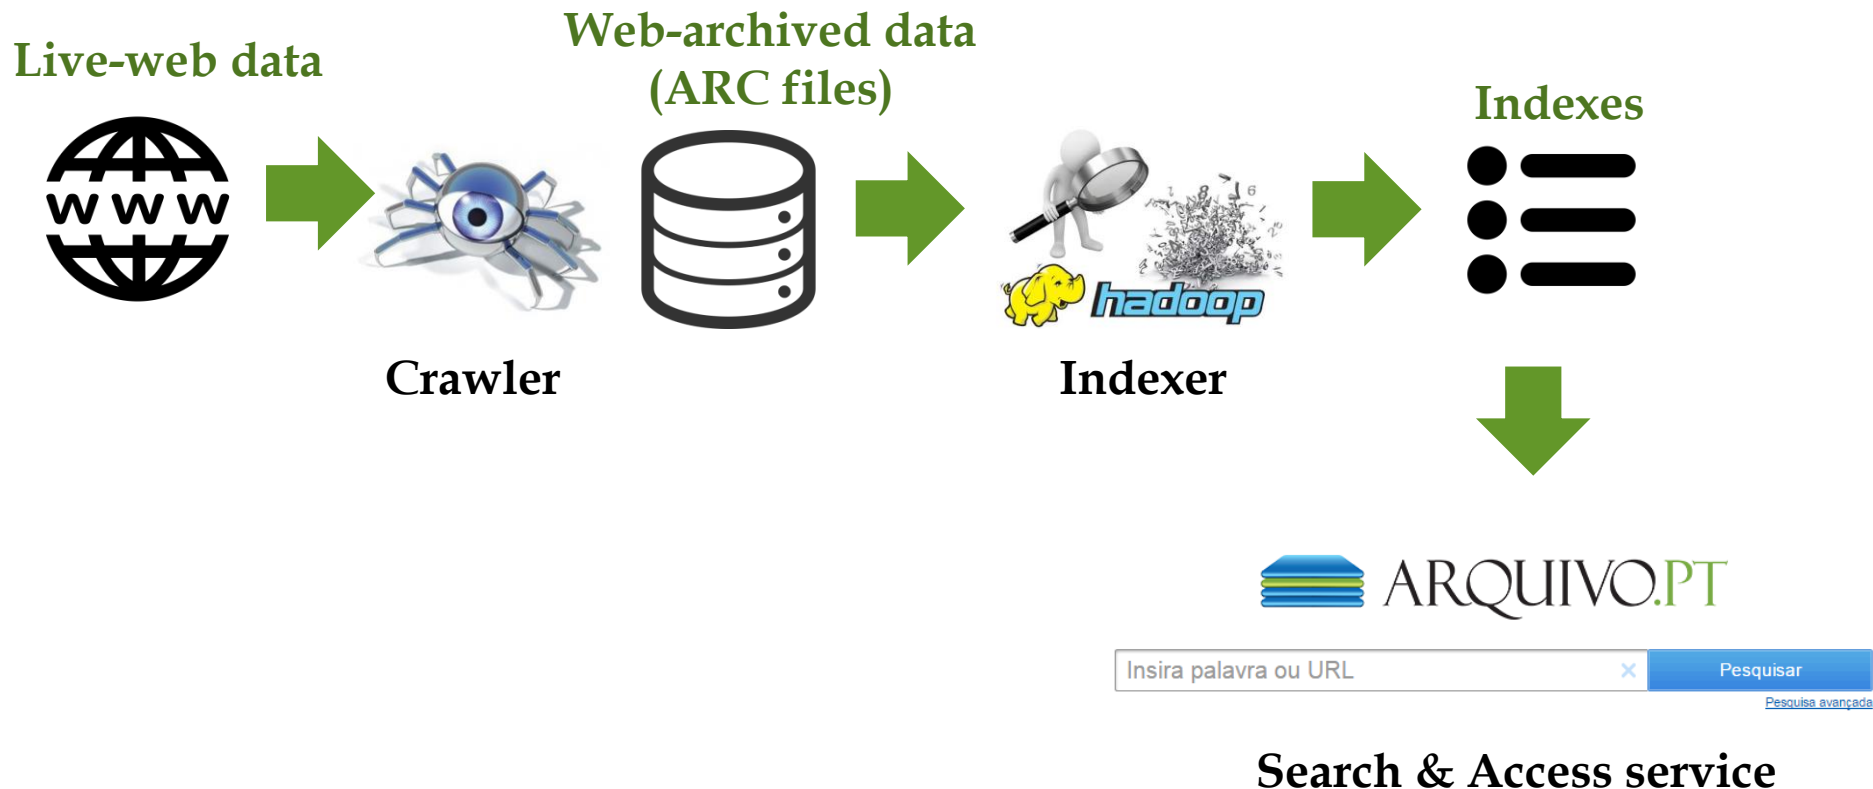 Live-web data
Web-archived data
(ARC files)
Indexes
WWW
hadoop
Crawler
Indexer
ARQUIVO.PT
Insira palavra ou URL
Pesquisar
Pesquisa avançada
Search & Access service